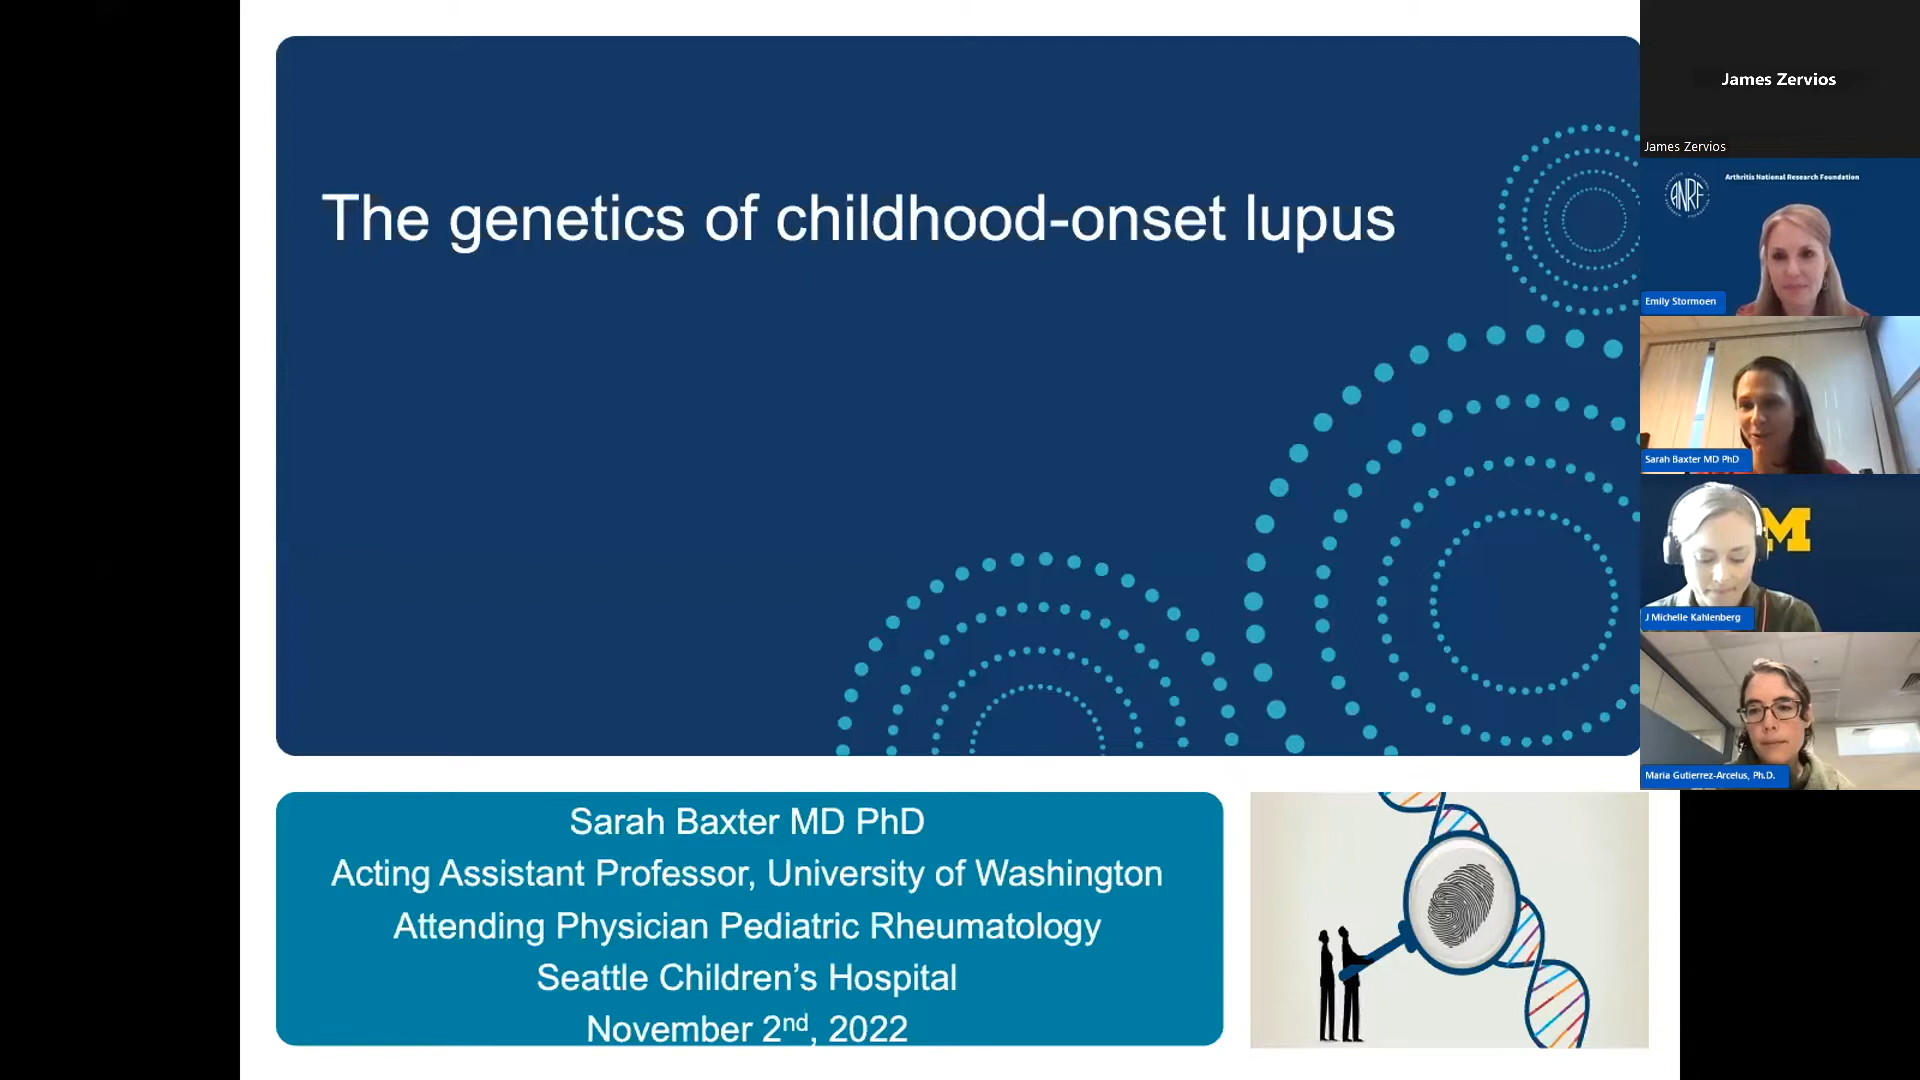 The genetics of childhood-onset lupus
Sarah Baxter MD PhD
Acting Assistant Professor, University of Washington
Attending Physician Pediatric Rheumatology
Seattle Children’s Hospital
November 2nd, 2022
James Zervios
James Zervios
ANRF
Arthritis National Research Foundation
Emily Stormoen
Sarah Baxter MD PhD
M
J Michelle Kahlenberg
Maria Gutierrez-Arcelus, Ph.D.